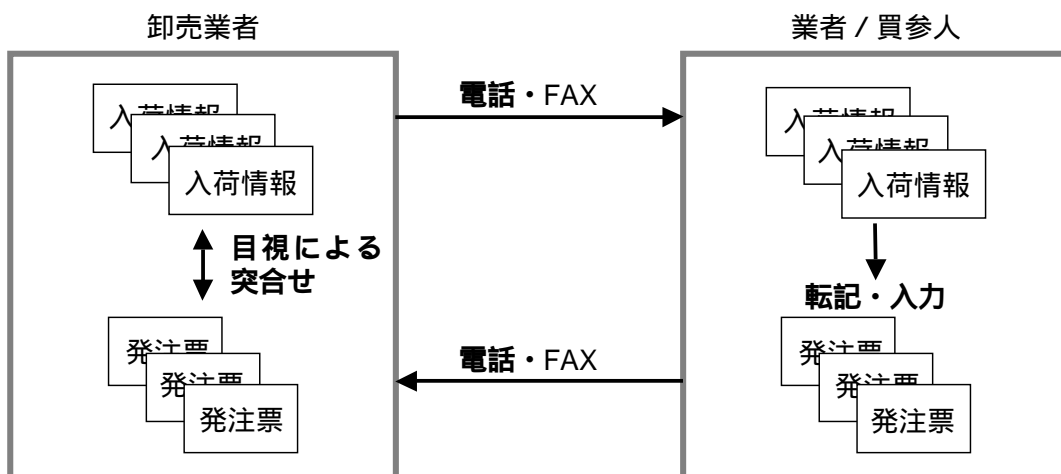 卸売業者
業者 / 買参人
電話・FAX
入荷情報
入荷情報
入荷情報
入荷情報
入荷情報
入荷情報
目視による
突合せ
転記・入力
発注票
発注票
発注票
電話・FAX
発注票
発注票
発注票